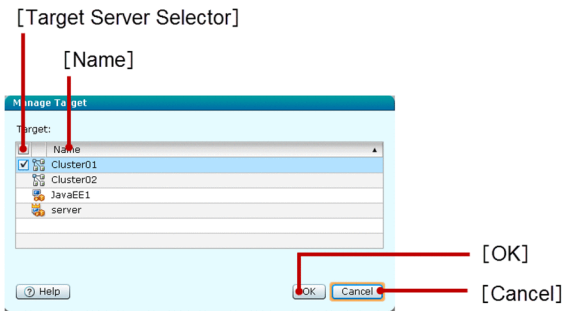 [Target Server Selector]
[Name]
Manage Target
Target:
Name
Cluster01
Cluster02
JavaEE1
server
[OK]
Help
OK
Cancel
[Cancel]